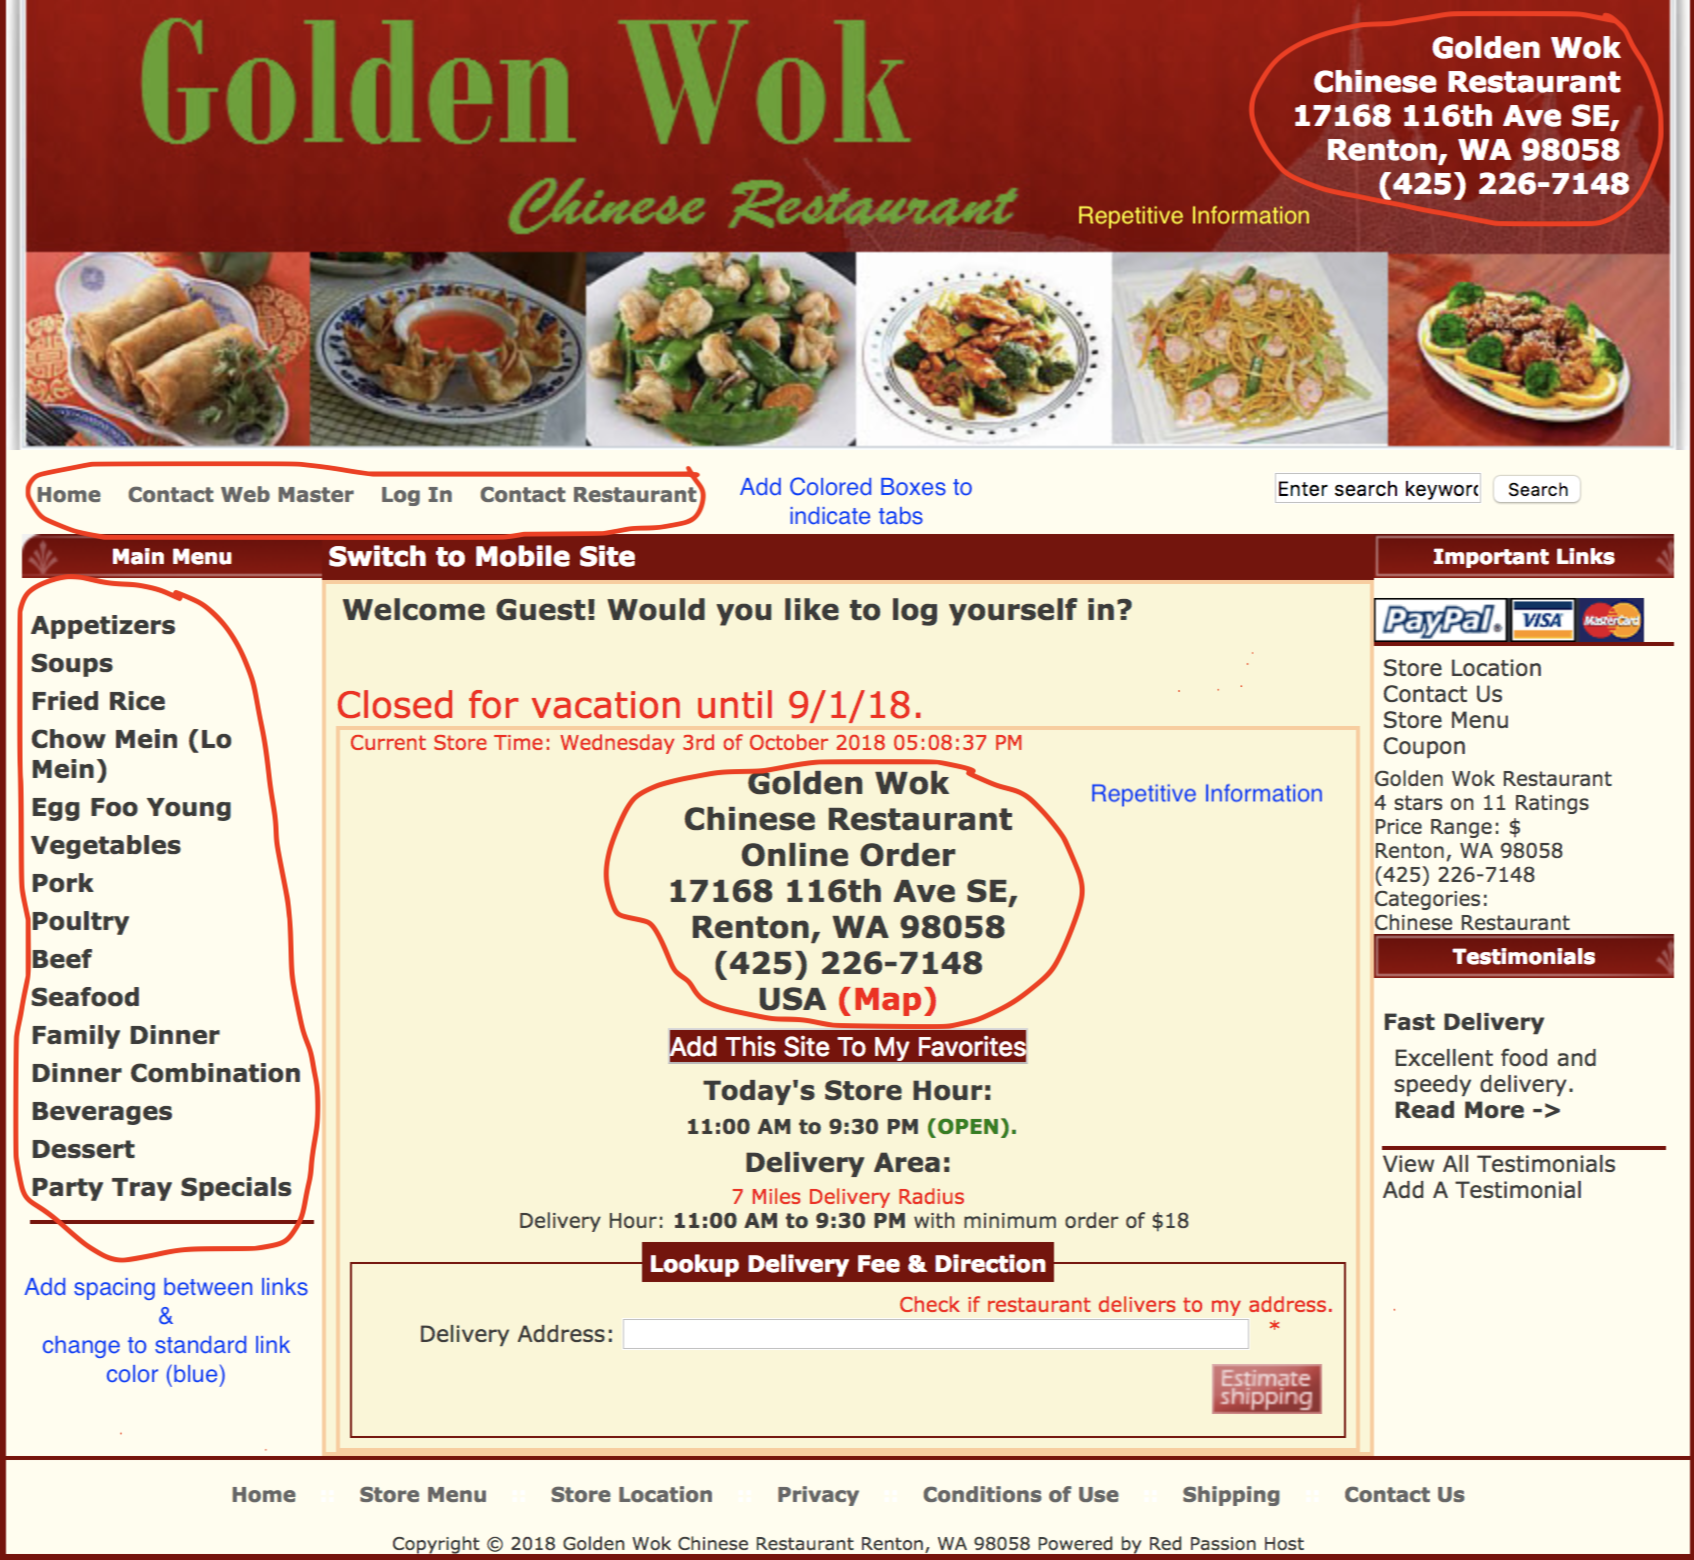 Golden Wok
Chinese Restaurant
Golden Wok
Chinese Restaurant
17168 116th Ave SE,
Renton, WA 98058
(425) 226-7148
Repetitive Information
Home Contact Web Master Log In Contact Restaurant
Add Colored Boxes to
indicate tabs
Enter search keyword Search
Main Menu
Appetizers
Soups
Fried Rice
Chow Mein (Lo
Mein)
Egg Foo Young
Vegetables
Pork
Poultry
Beef
Seafood
Family Dinner
Dinner Combination
Beverages
Dessert
Party Tray Specials
Add spacing between links
&
change to standard link
color (blue)
Switch to Mobile Site
Welcome Guest! Would you like to log yourself in?
Closed for vacation until 9/1/18.
Current Store Time: Wednesday 3rd of October 2018 05:08:37 PM
Golden Wok
Chinese Restaurant
Online Order
17168 116th Ave SE,
Renton, WA 98058
(425) 226-7148
USA (Map)
Repetitive Information
Add This Site To My Favorites
Today's Store Hour:
11:00 AM to 9:30 PM (OPEN).
Delivery Area:
7 Miles Delivery Radius
Delivery Hour: 11:00 AM to 9:30 PM with minimum order of $18
Lookup Delivery Fee & Direction
Check if restaurant delivers to my address.
Delivery Address: *
Estimate
shipping
Important Links
PayPal. VISA MasterCard
Store Location
Contact Us
Store Menu
Coupon
Golden Wok Restaurant
4 stars on 11 Ratings
Price Range: $
Renton, WA 98058
(425) 226-7148
Categories:
Chinese Restaurant
Testimonials
Fast Delivery
Excellent food and
speedy delivery.
Read More ->
View All Testimonials
Add A Testimonial
Home :: Store Menu :: Store Location :: Privacy :: Conditions of Use :: Shipping :: Contact Us
Copyright © 2018 Golden Wok Chinese Restaurant Renton, WA 98058 Powered by Red Passion Host